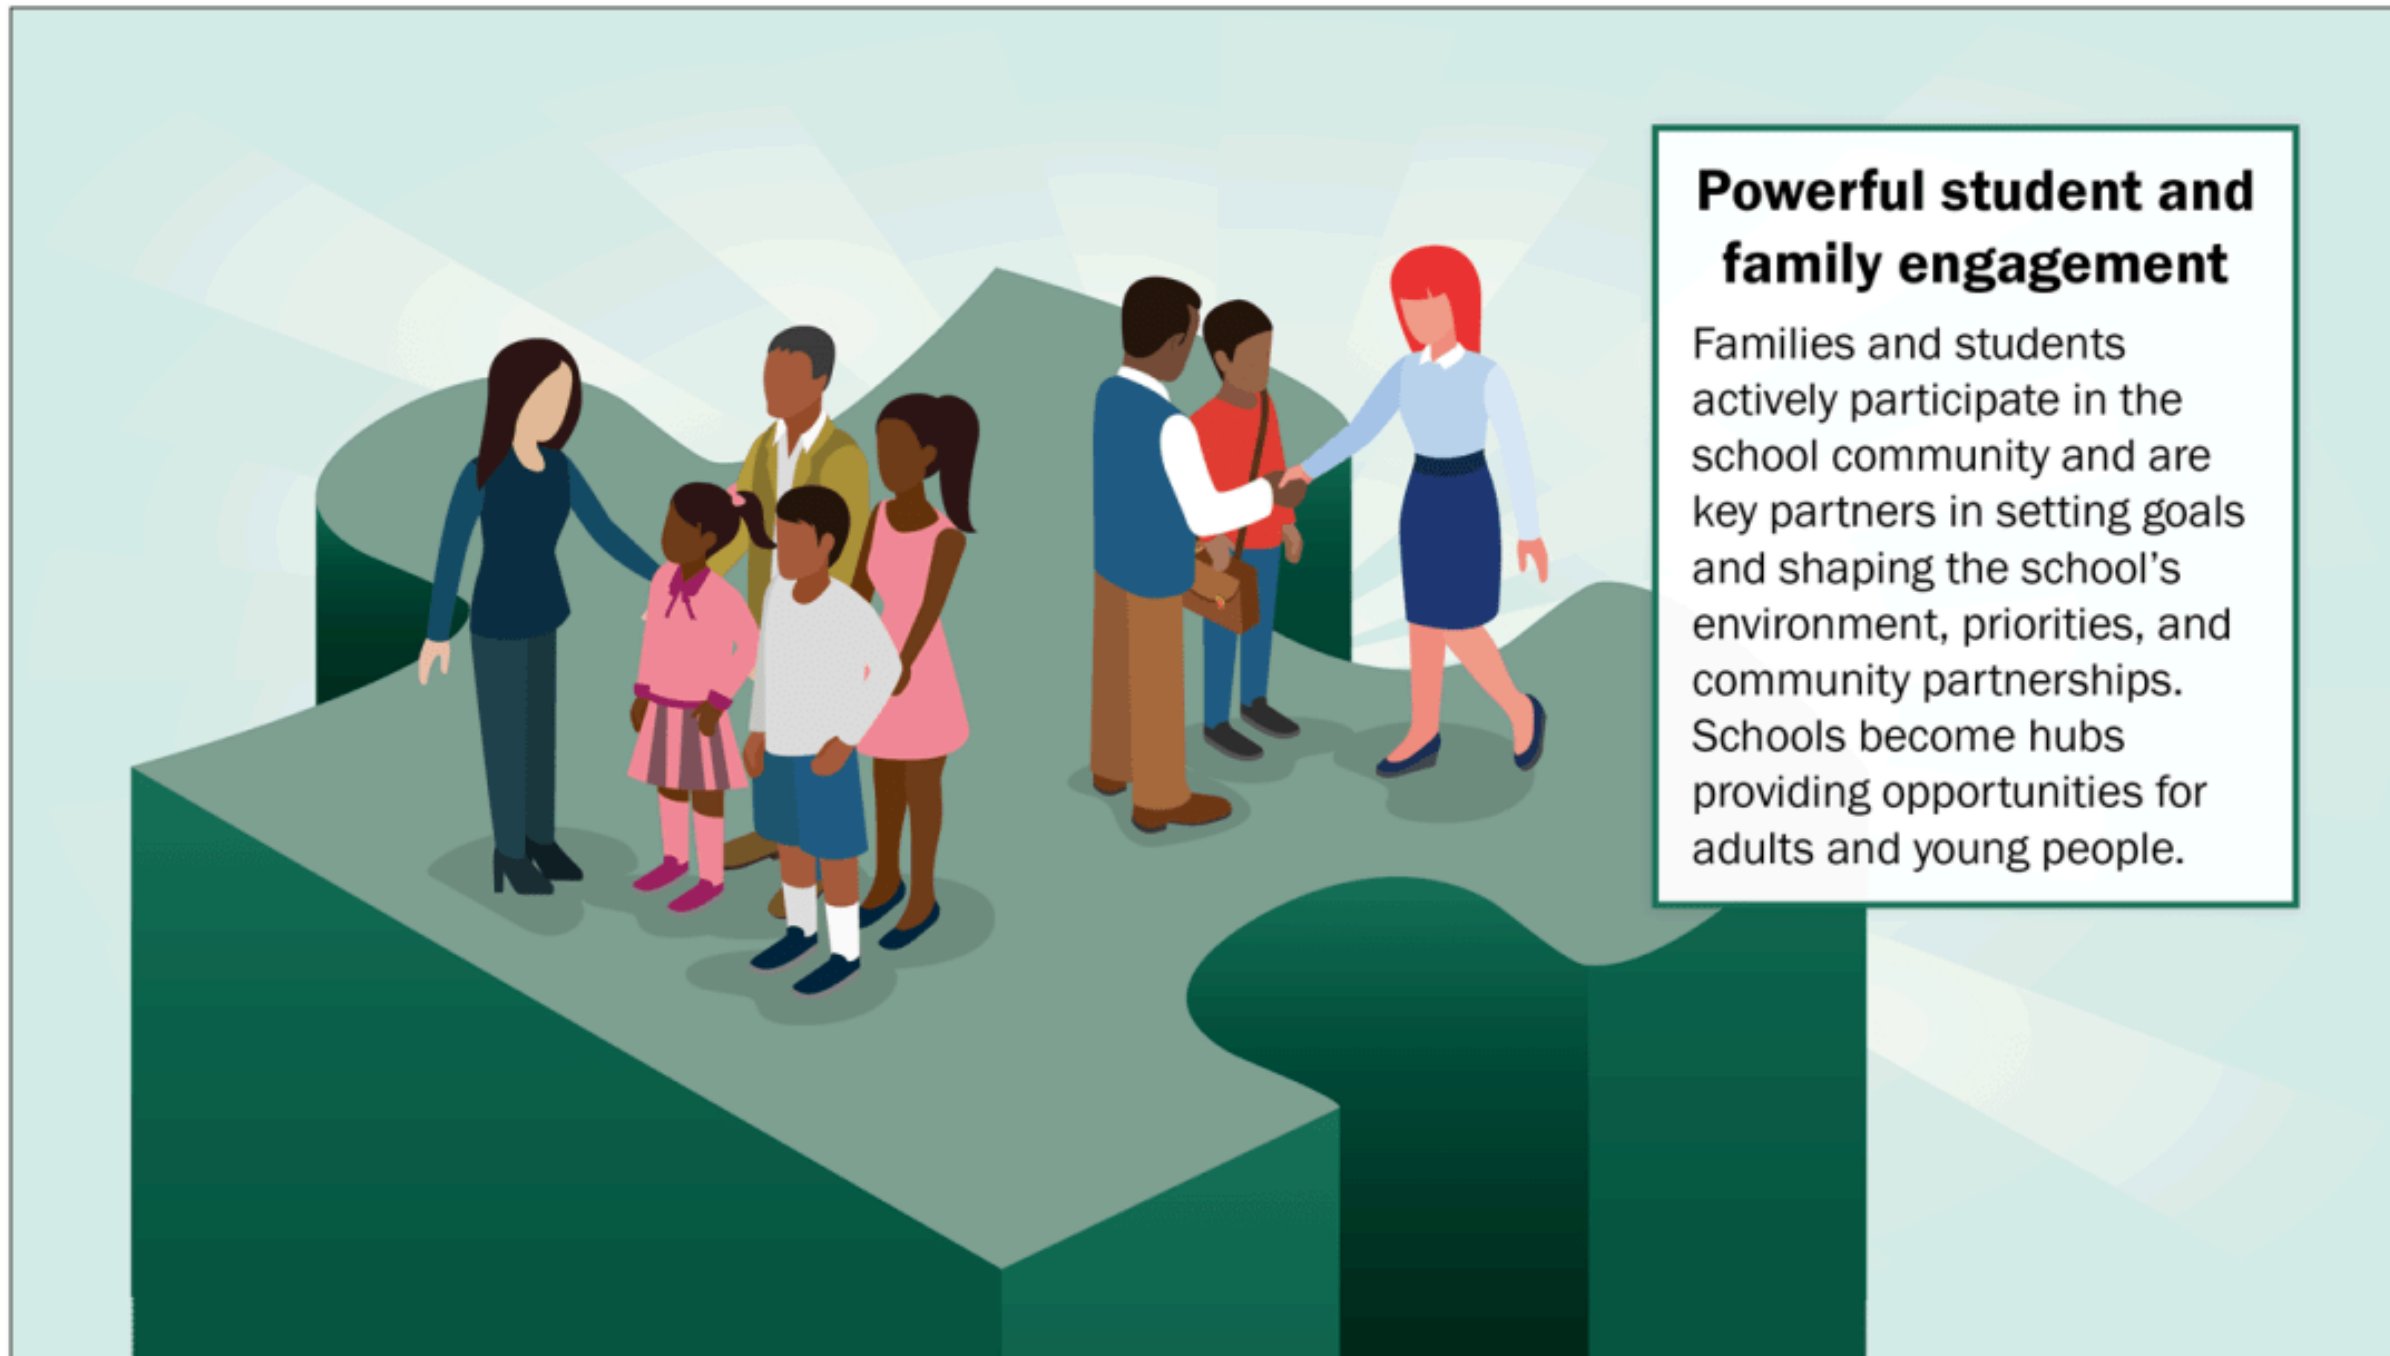 Powerful student and
family engagement
Families and students
actively participate in the
school community and are
key partners in setting goals
and shaping the school’s
environment, priorities, and
community partnerships.
Schools become hubs
providing opportunities for
adults and young people.